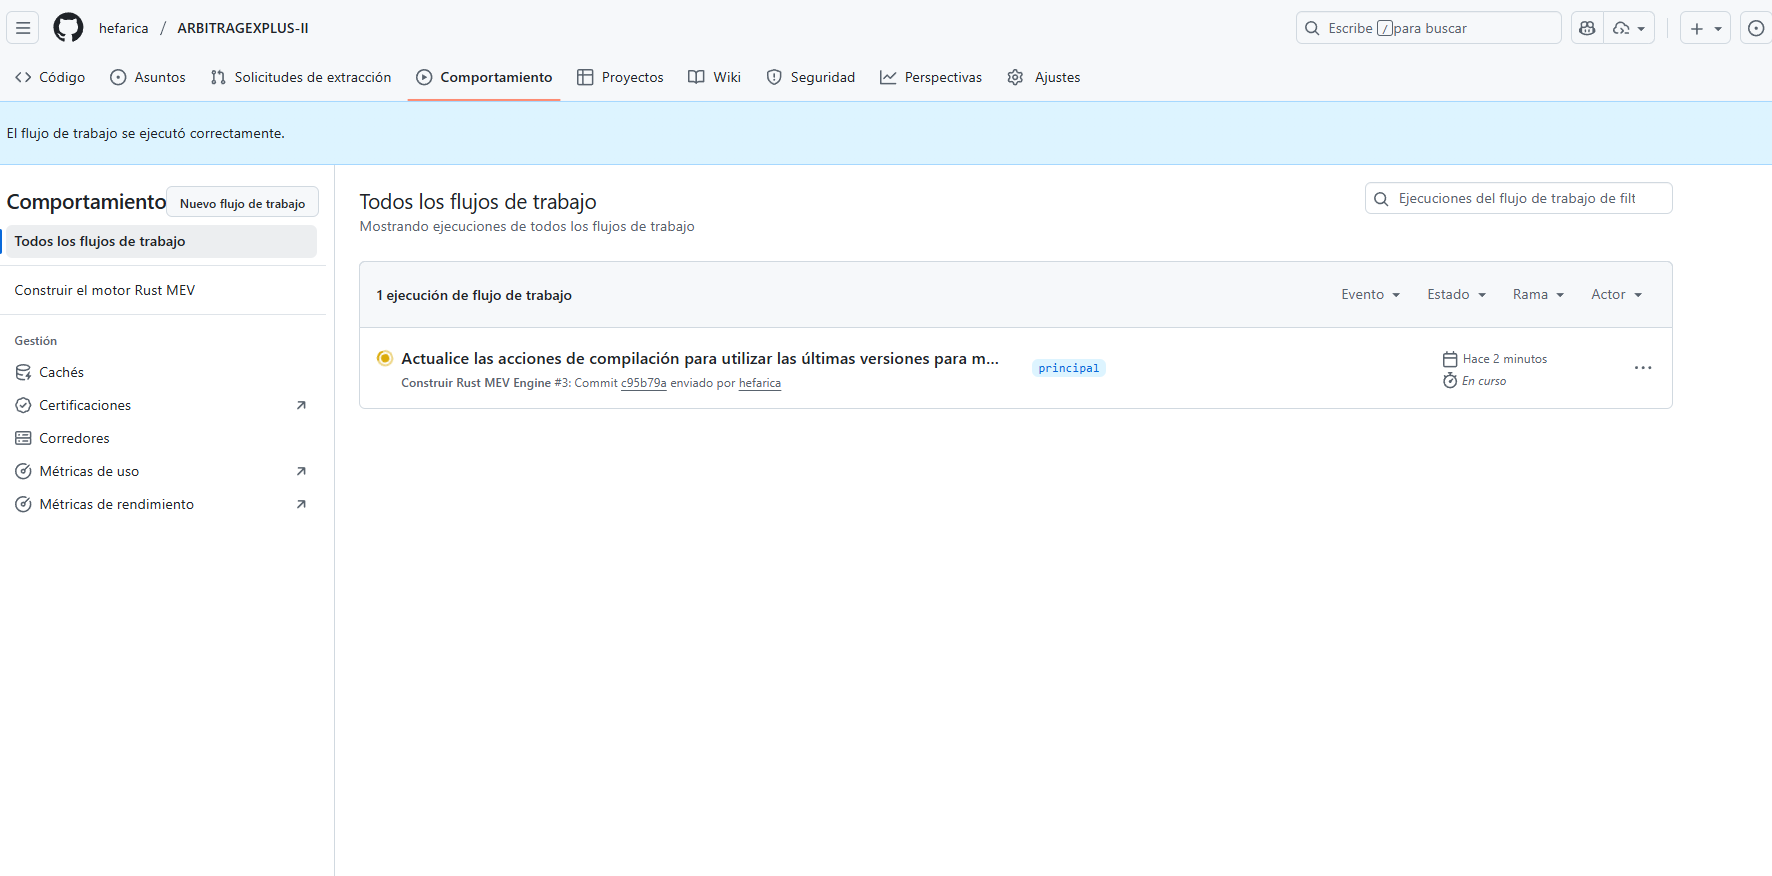 hefarica / ARBITRAGEXPLUS-II
Escribe / para buscar
Código
Asuntos
Solicitudes de extracción
Comportamiento
Proyectos
Wiki
Seguridad
Perspectivas
Ajustes
El flujo de trabajo se ejecutó correctamente.
Comportamiento
Nuevo flujo de trabajo
Todos los flujos de trabajo
Construir el motor Rust MEV
Gestión
Cachés
Certificaciones
Corredores
Métricas de uso
Métricas de rendimiento
Todos los flujos de trabajo
Mostrando ejecuciones de todos los flujos de trabajo
Ejecuciones del flujo de trabajo de filt
1 ejecución de flujo de trabajo
Evento
Estado
Rama
Actor
Actualice las acciones de compilación para utilizar las últimas versiones para m...
Construir Rust MEV Engine #3: Commit c95b79a enviado por hefarica
principal
Hace 2 minutos
En curso